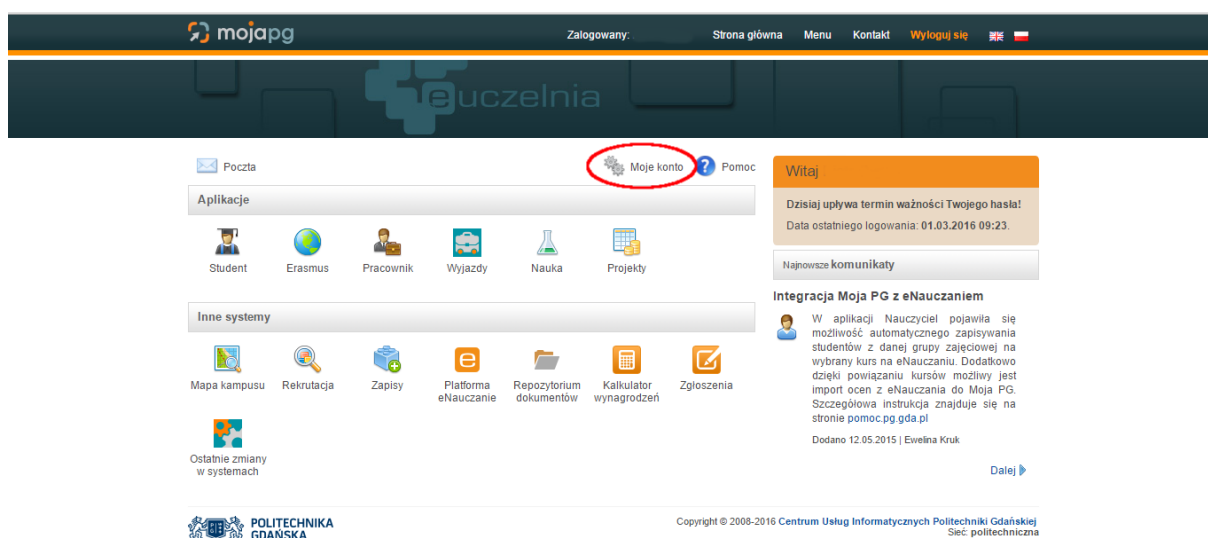 mojapg
Zalogowany:
Strona główna
Menu
Kontakt
Wyloguj się
euczelnia
Poczta
Moje konto
Pomoc
Aplikacje
Student
Erasmus
Pracownik
Wyjazdy
Nauka
Projekty
Inne systemy
Mapa kampusu
Rekrutacja
Zapisy
Platforma
eNauczanie
Repozytorium
dokumentów
Kalkulator
wynagrodzeń
Zgłoszenia
Ostatnie zmiany
w systemach
Witaj
Dzisiaj upływa termin ważności Twojego hasła!
Data ostatniego logowania: 01.03.2016 09:23.
Najnowsze komunikaty
Integracja Moja PG z eNauczaniem
W aplikacji Nauczyciel pojawiła się
możliwość automatycznego zapisywania
studentów z danej grupy zajęciowej na
wybrany kurs na eNauczaniu. Dodatkowo
dzięki powiązaniu kursów możliwy jest
import ocen z eNauczania do Moja PG.
Szczegółowa instrukcja znajduje się na
stronie pomoc.pg.gda.pl
Dodano 12.05.2015 | Ewelina Kruk
Dalej
POLITECHNIKA
GDAŃSKA
Copyright © 2008-2016 Centrum Usług Informatycznych Politechniki Gdańskiej
Sieć: politechniczna